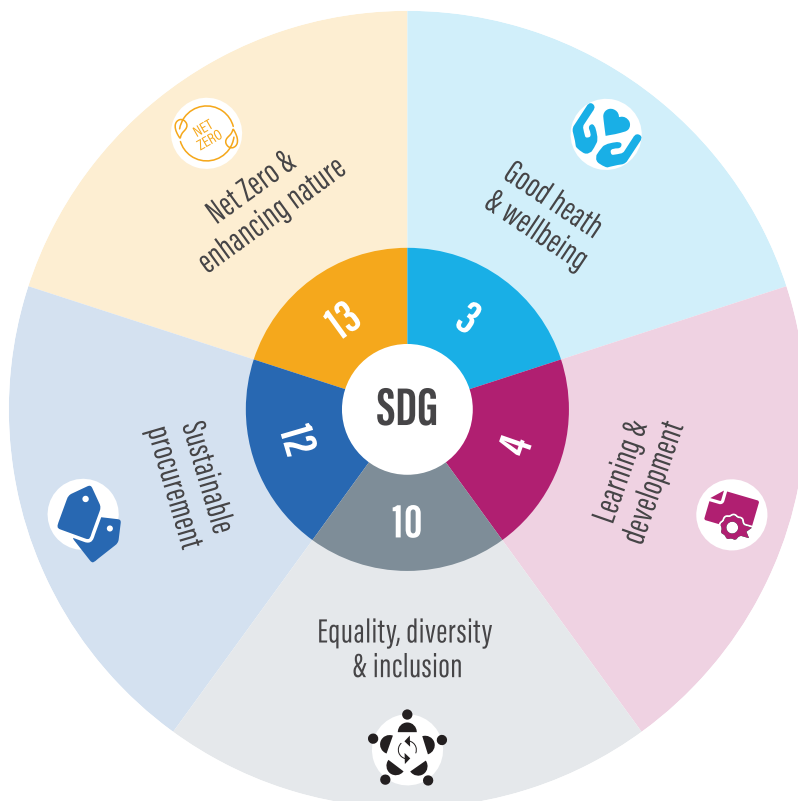 NET
ZERO
Net Zero &
enhancing nature
Good heath
& wellbeing
13
3
SDG
12
4
10
Sustainable
procurement
Learning &
development
Equality, diversity
& inclusion